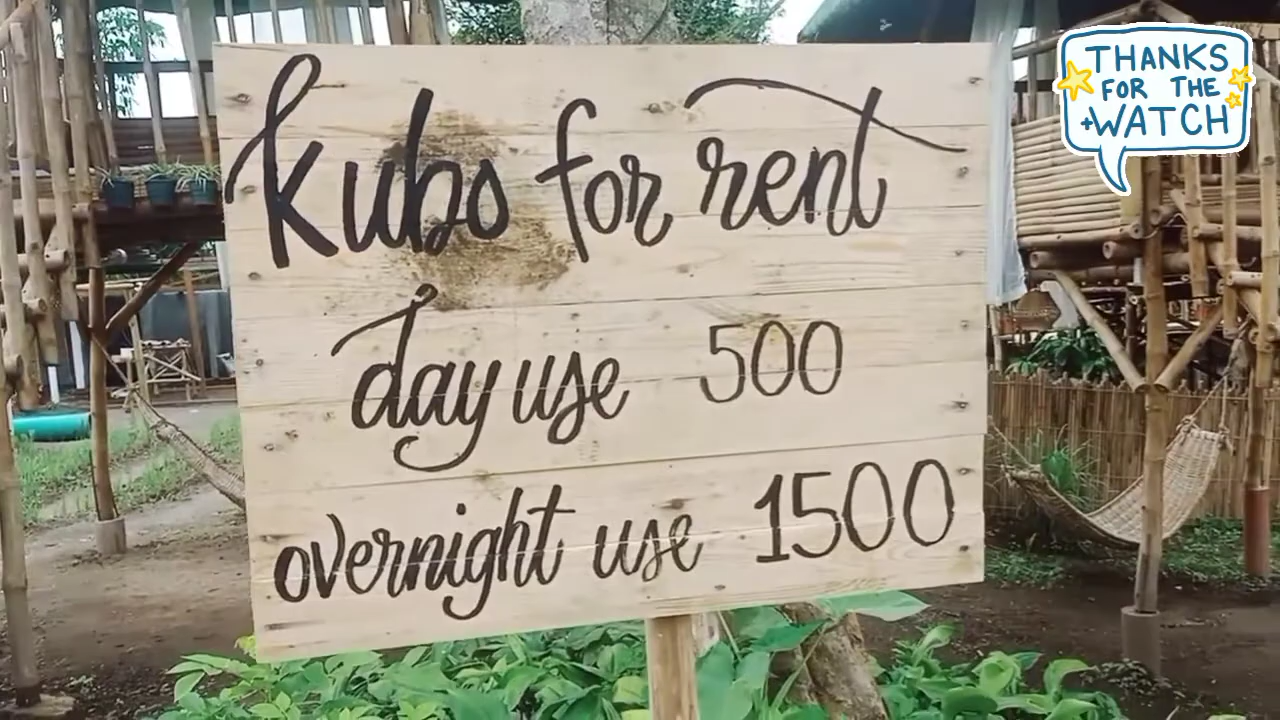 kubo for rent
day use 500
overnight use 1500
THANKS
FOR THE
WATCH